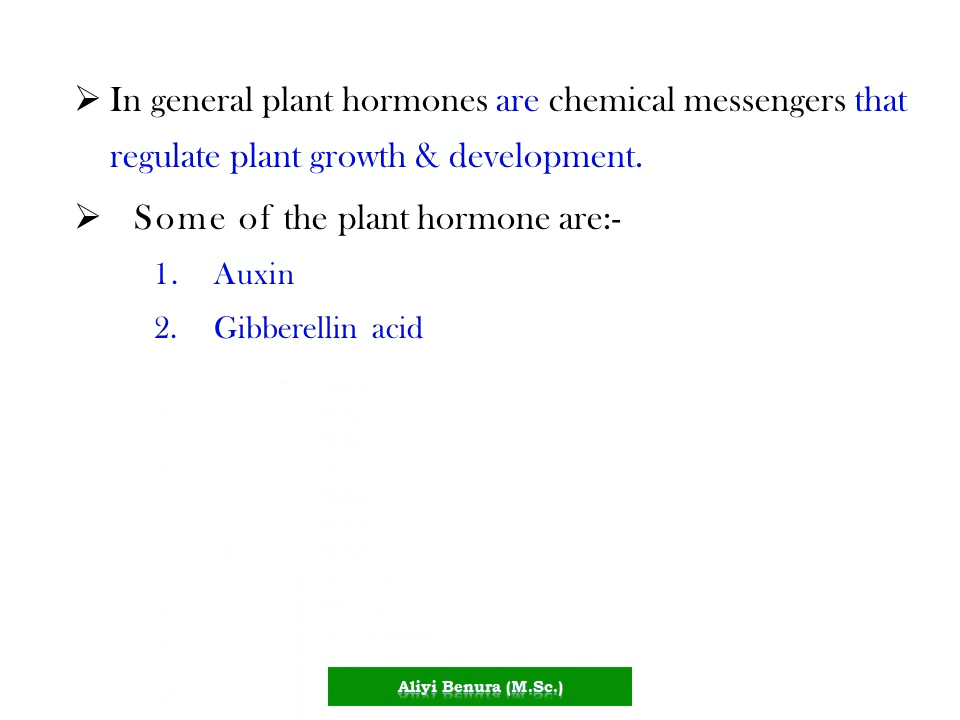 ➢ In general plant hormones are chemical messengers that
regulate plant growth & development.
➢ Some of the plant hormone are:-
1. Auxin
2. Gibberellin acid
Aliyi Benura (M.Sc.)